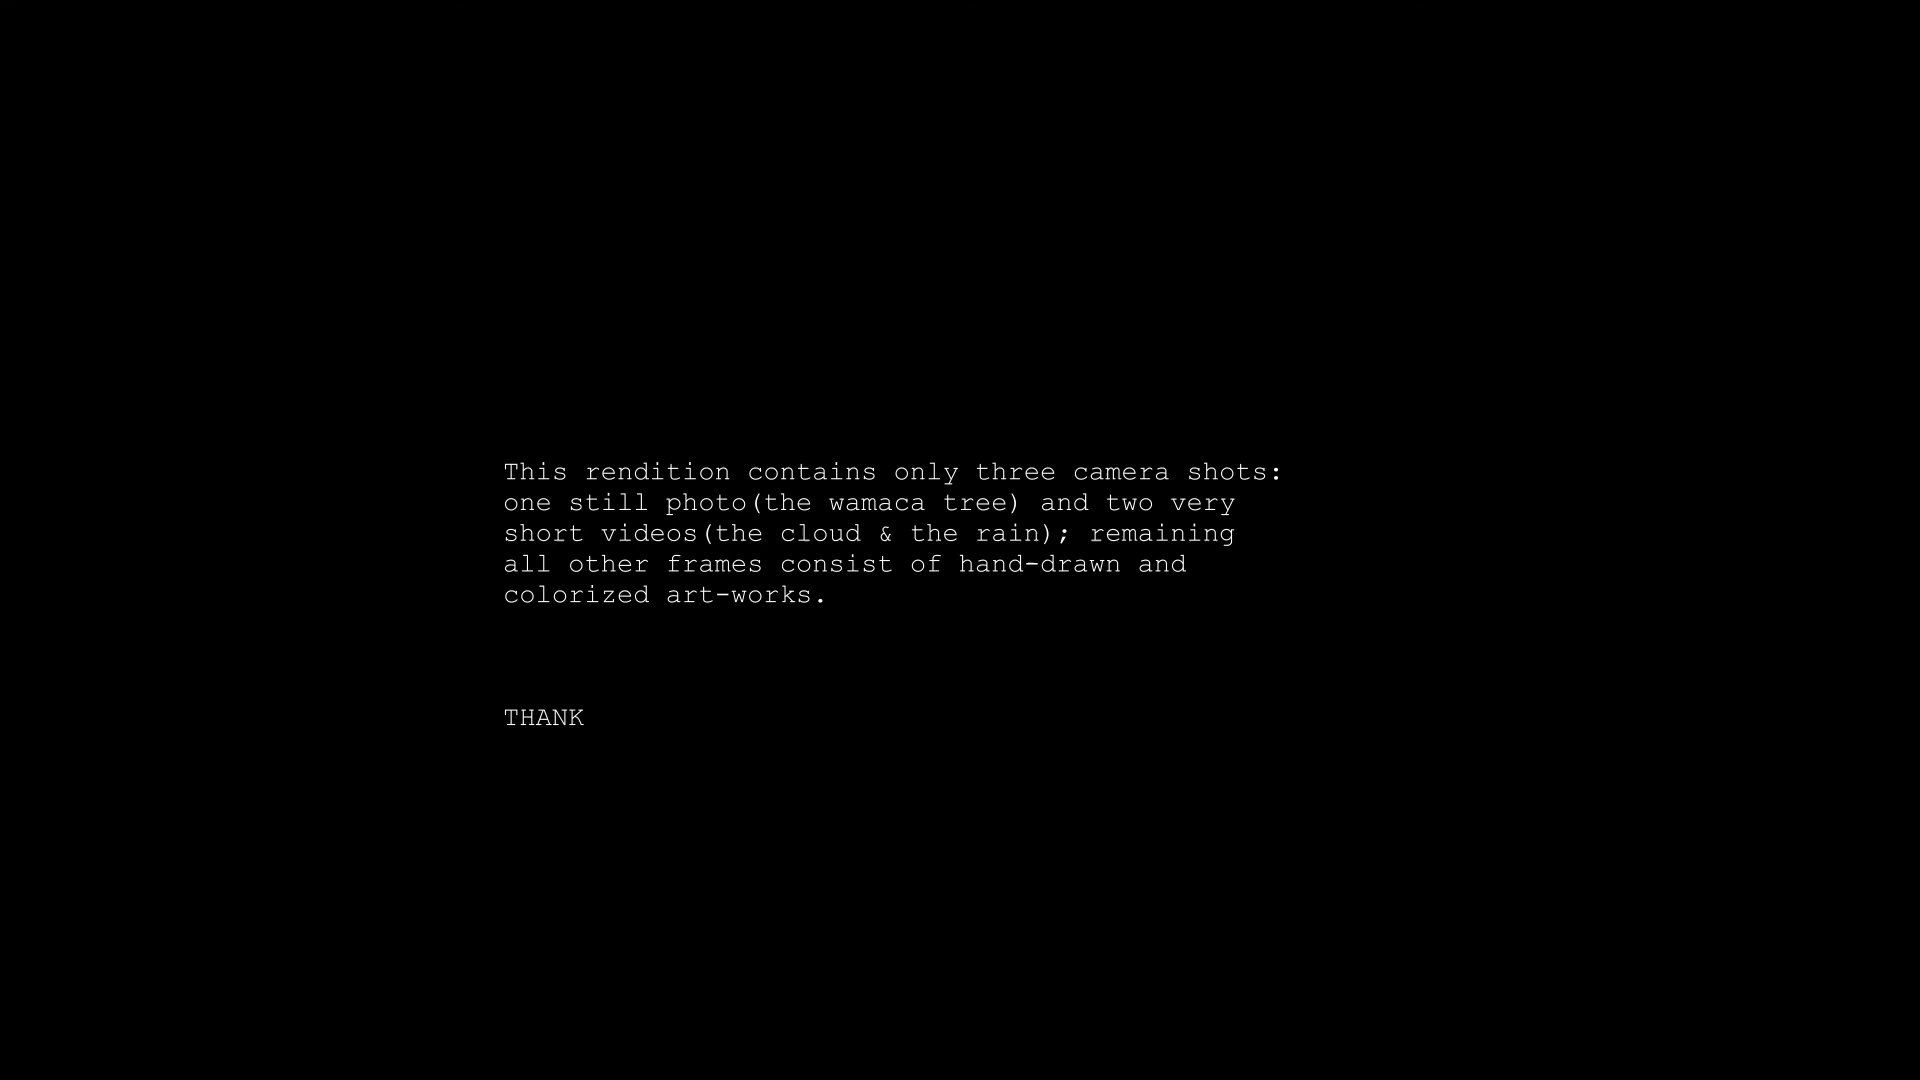 This rendition contains only three camera shots:
one still photo(the wamaca tree) and two very
short videos(the cloud & the rain); remaining
all other frames consist of hand-drawn and
colorized art-works.
THANK